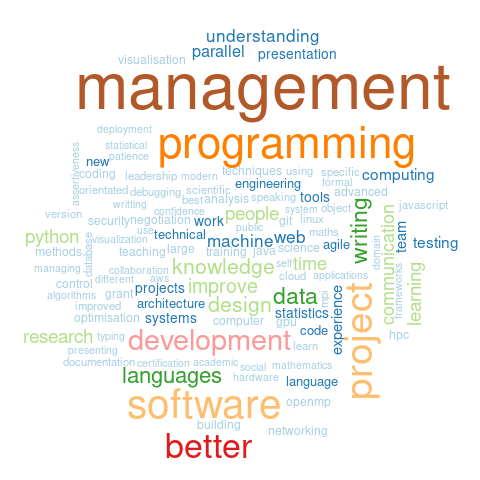 understanding
parallel
presentation
visualisation
management
deployment
programming
statistical
patience
assertiveness
new
coding
techniques using
specific
computing
leadership modern
formal
engineering
orientated
debugging
scientific
advanced
best
analysis
speaking
tools
writting
javascript
version
confidence
people
system
object
writing
communication
security
negotiation
work
git
linux
team
python
use
public
maths
technical
machine
web
agile
testing
database
visualization
domain
methods
teaching
large
training
java
science
managing
different
collaboration
knowledge
self
time
cloud
applications
frameworks
learning
control
aws
projects
improve
algorithms
grant
data
mpi
experience
project
improved
architecture
design
statistics
optimisation
systems
computer
gpu
code
research
typing
development
learn
hpc
presenting
documentation
certification
academic
social
mathematics
languages
hardware
language
software
openmp
building
networking
better